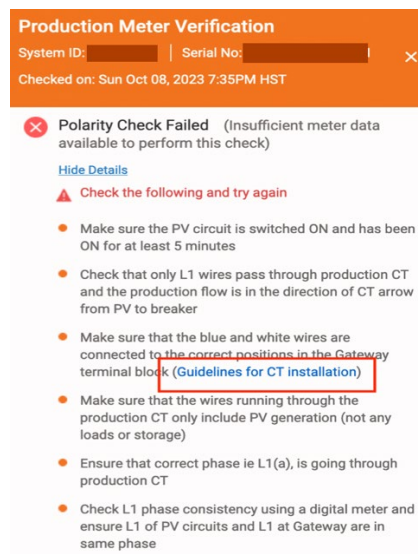 Production Meter Verification
System ID: | Serial No:
Checked on: Sun Oct 08, 2023 7:35PM HST
Polarity Check Failed (Insufficient meter data
available to perform this check)
Hide Details
Check the following and try again
Make sure the PV circuit is switched ON and has been
ON for at least 5 minutes
Check that only L1 wires pass through production CT
and the production flow is in the direction of CT arrow
from PV to breaker
Make sure that the blue and white wires are
connected to the correct positions in the Gateway
terminal block (Guidelines for CT installation)
Make sure that the wires running through the
production CT only include PV generation (not any
loads or storage)
Ensure that correct phase ie L1(a), is going through
production CT
Check L1 phase consistency using a digital meter and
ensure L1 of PV circuits and L1 at Gateway are in
same phase